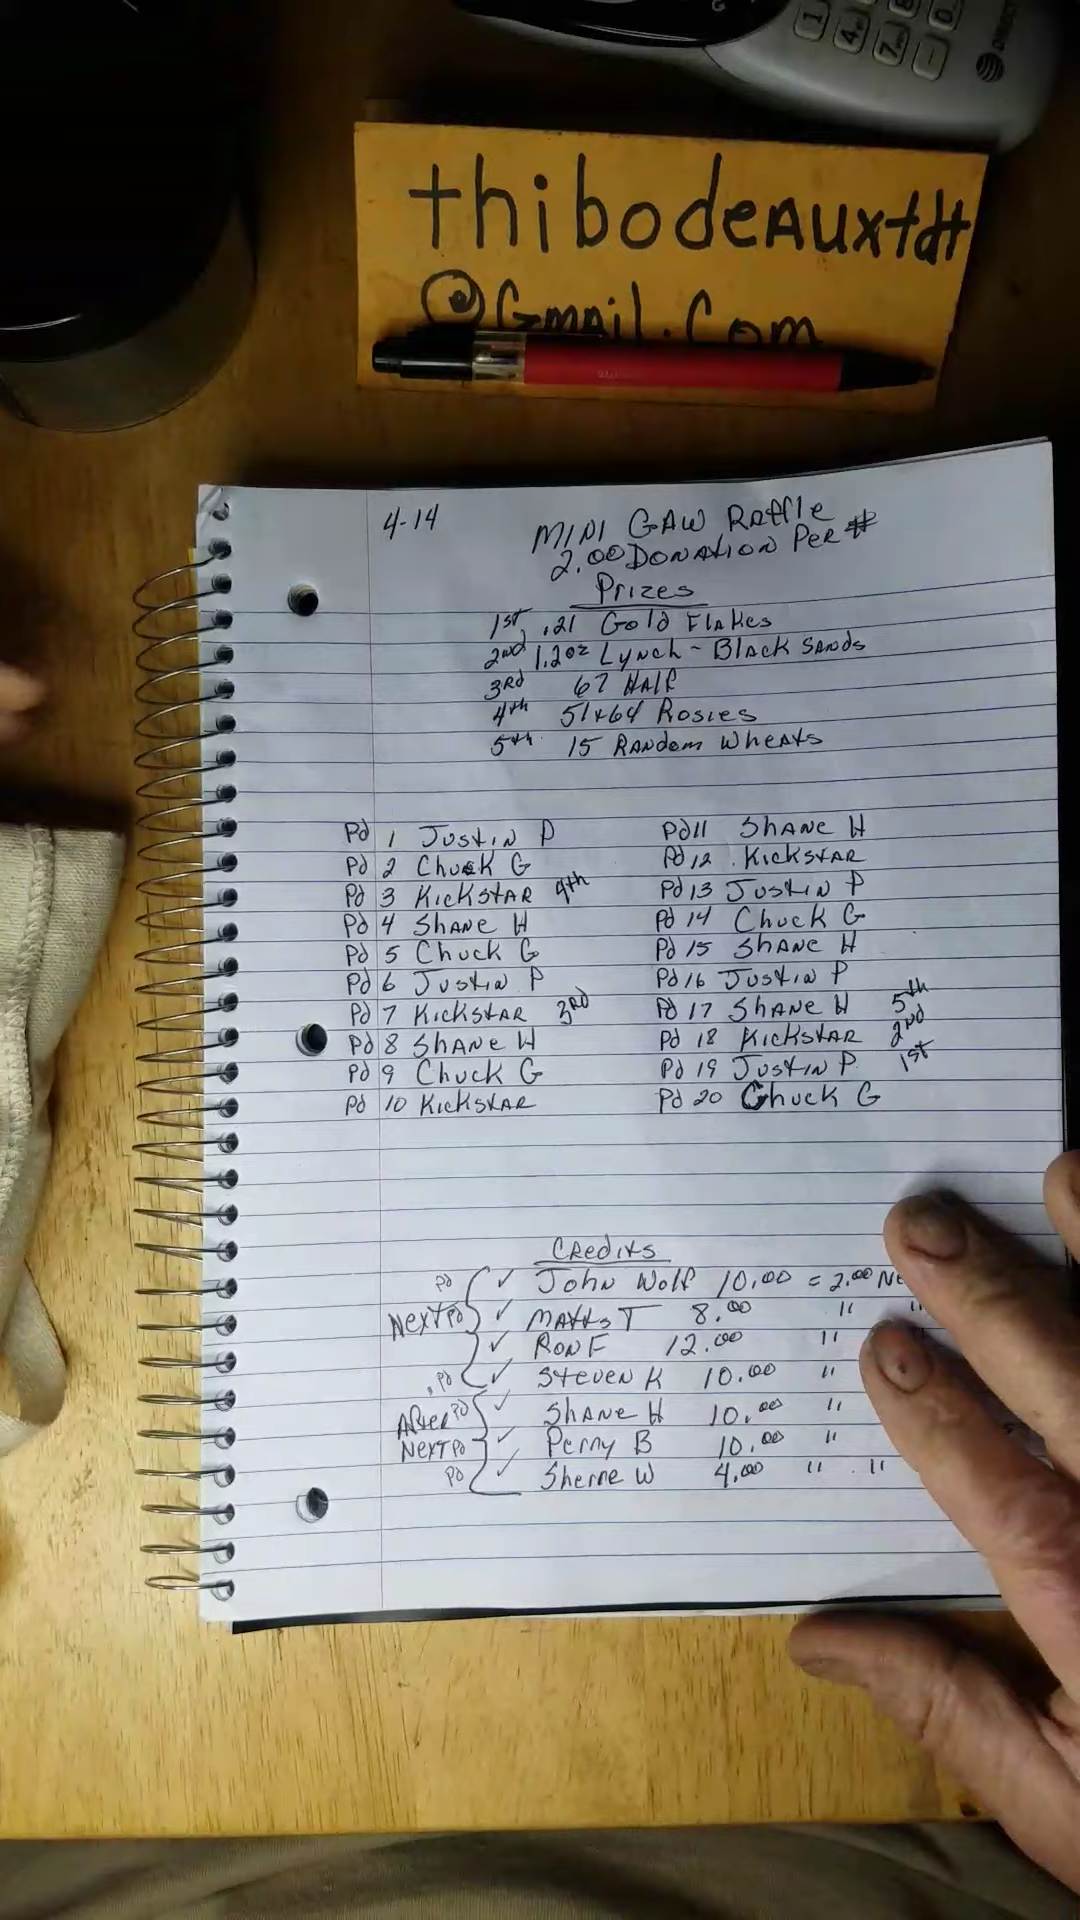 thibodeAuxtdt
@Gmail.Com
4-14
MINI GAW Raffle
2.00 DONATION Per #
Prizes
1st .21 Gold Flakes
2nd 1.2oz Lynch - Black Sands
3rd 67 Half
4th 51+64 Rosies
5th 15 Random Wheats
Pd 1 Justin P
Pd 2 Chuck G
Pd 3 Kickstar 4th
Pd 4 Shane H
Pd 5 Chuck G
Pd 6 Justin P
Pd 7 Kickstar 3rd
Pd 8 Shane H
Pd 9 Chuck G
Pd 10 Kickstar
Pd 11 Shane H
Pd 12 Kickstar
Pd 13 Justin P
Pd 14 Chuck G
Pd 15 Shane H
Pd 16 Justin P
Pd 17 Shane H 5th
Pd 18 Kickstar 2nd
Pd 19 Justin P 1st
Pd 20 Chuck G
Credits
Pd ✓ John Wolf 10.00 = 2.00
Next Pd ✓ Matts T 8.00 " "
✓ Ron F 12.00 "
Pd ✓ Steven K 10.00 "
After Pd ✓ Shane H 10.00 "
Next Pd ✓ Perry B 10.00 "
Pd ✓ Sherrie W 4.00 " "